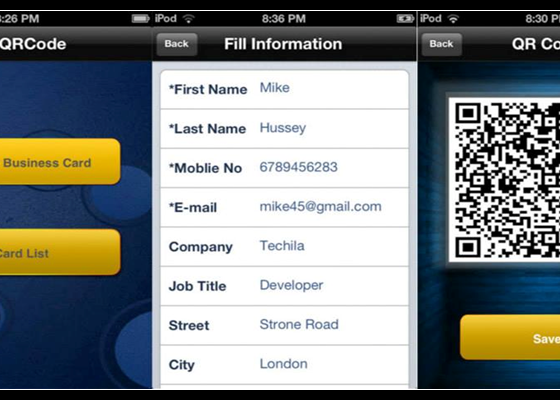 :26 PM
QRCode
Business Card
Card List
iPod 8:36 PM
Back Fill Information
*First Name Mike
*Last Name Hussey
*Moblie No 6789456283
*E-mail mike45@gmail.com
Company Techila
Job Title Developer
Street Strone Road
City London
iPod 8:30 P
Back QR Co
Save